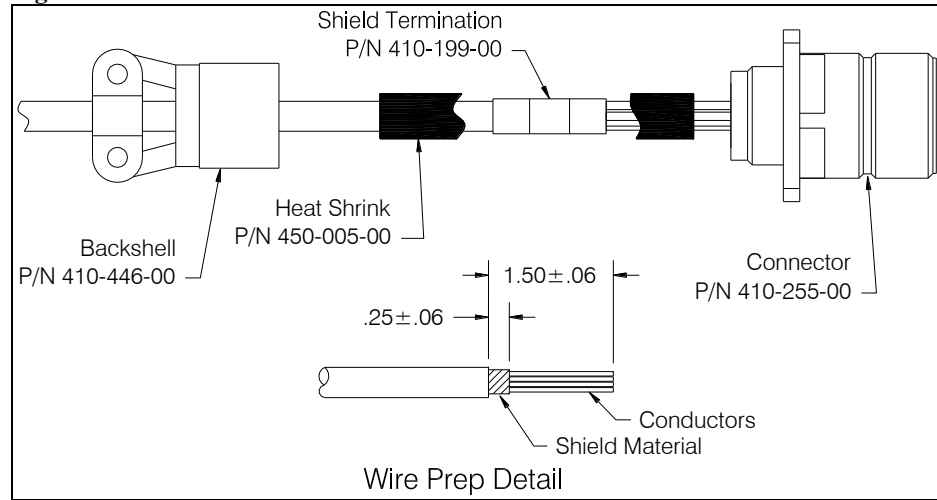 Shield Termination
P/N 410-199-00
Heat Shrink
P/N 450-005-00
Backshell
P/N 410-446-00
Connector
P/N 410-255-00
1.50±.06
.25±.06
Conductors
Shield Material
Wire Prep Detail